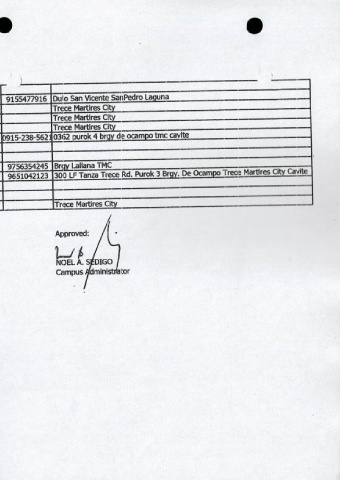 9155477916 Dulo San Vicente SanPedro Laguna
Trece Martires City
Trece Martires City
Trece Martires City
0915-238-5621 0362 purok 4 brgy de ocampo tmc cavite
9756354245 Brgy Lallana TMC
9651042123 300 LF Tanza Trece Rd. Purok 3 Brgy. De Ocampo Trece Martires City Cavite
Trece Martires City
Approved:
NOEL A. SEDIGO
Campus Administrator